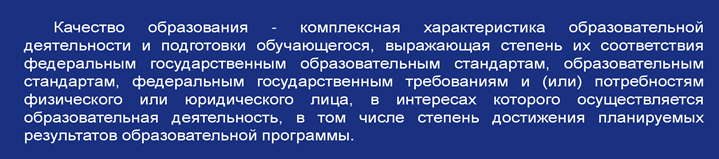 Качество образования - комплексная характеристика образовательной
деятельности и подготовки обучающегося, выражающая степень их соответствия
федеральным государственным образовательным стандартам, образовательным
стандартам, федеральным государственным требованиям и (или) потребностям
физического или юридического лица, в интересах которого осуществляется
образовательная деятельность, в том числе степень достижения планируемых
результатов образовательной программы.